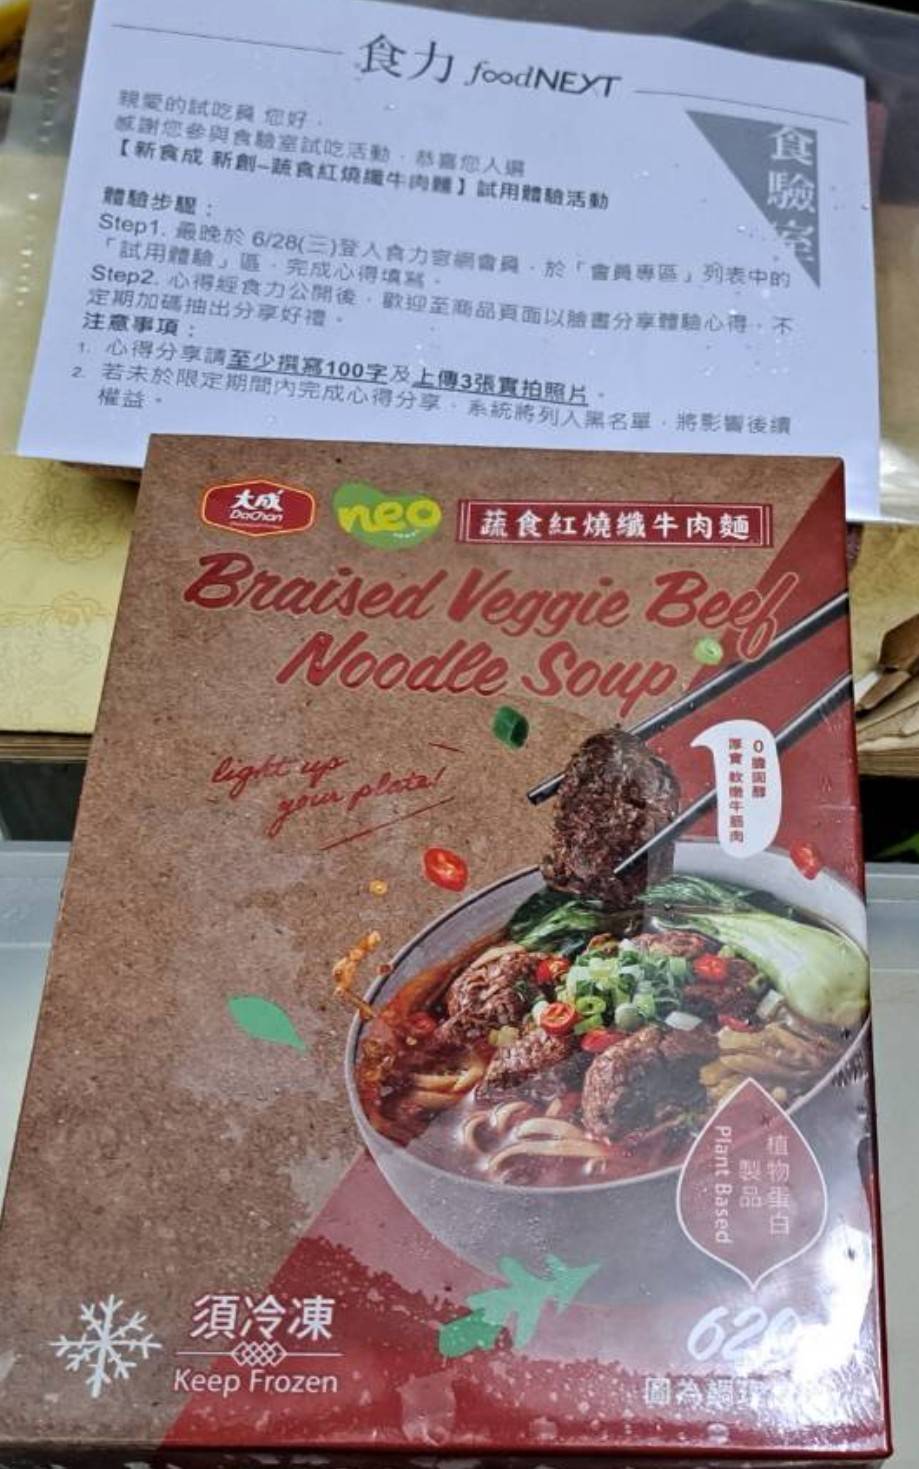 食力 foodNEXT
食驗室
親愛的試吃員 您好，
感謝您參與食驗室試吃活動，恭喜您入選
【新食成 新創–蔬食紅燒纖牛肉麵】試用體驗活動
體驗步驟：
Step1. 最晚於 6/28(三)登入食力官網會員，於「會員專區」列表中的
「試用體驗」區，完成心得填寫。
Step2. 心得經食力公開後，歡迎至商品頁面以臉書分享體驗心得，不
定期加碼抽出分享好禮。
注意事項：
1. 心得分享請至少撰寫100字及上傳3張實拍照片。
2. 若未於限定期間內完成心得分享，系統將列入黑名單，將影響後續
權益。
大成
DaChan
neo
蔬食紅燒纖牛肉麵
Braised Veggie Beef
Noodle Soup
light up
your plate!
0膽固醇
厚實 軟嫩牛筋肉
植物蛋白
製品
Plant Based
須冷凍
Keep Frozen
620
圖為調理